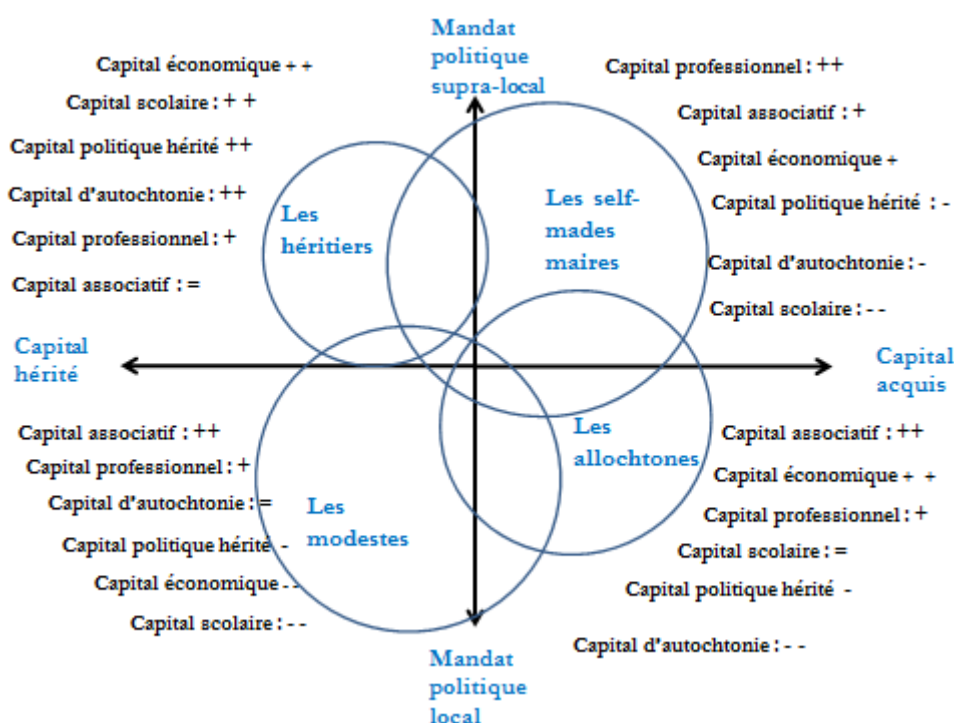 Mandat
politique
supra-local
Capital économique + +
Capital scolaire : + +
Capital politique hérité ++
Capital d'autochtonie : ++
Capital professionnel : +
Capital associatif : =
Capital professionnel : ++
Capital associatif : +
Capital économique +
Capital politique hérité : -
Capital d'autochtonie : -
Capital scolaire : - -
Les
héritiers
Les self-
mades
maires
Capital
hérité
Capital
acquis
Capital associatif : ++
Capital professionnel : +
Capital d'autochtonie : =
Capital politique hérité -
Capital économique - -
Capital scolaire : - -
Les
modestes
Les
allochtones
Capital associatif : ++
Capital économique + +
Capital professionnel : +
Capital scolaire : =
Capital politique hérité -
Capital d'autochtonie : - -
Mandat
politique
local